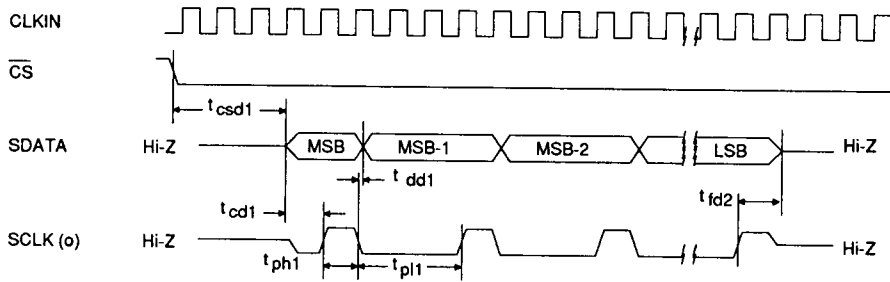 CLKIN
CS
t csd1
SDATA Hi-Z MSB MSB-1 MSB-2 LSB Hi-Z
t dd1
t cd1 t fd2
SCLK (o) Hi-Z Hi-Z
t ph1 t pl1